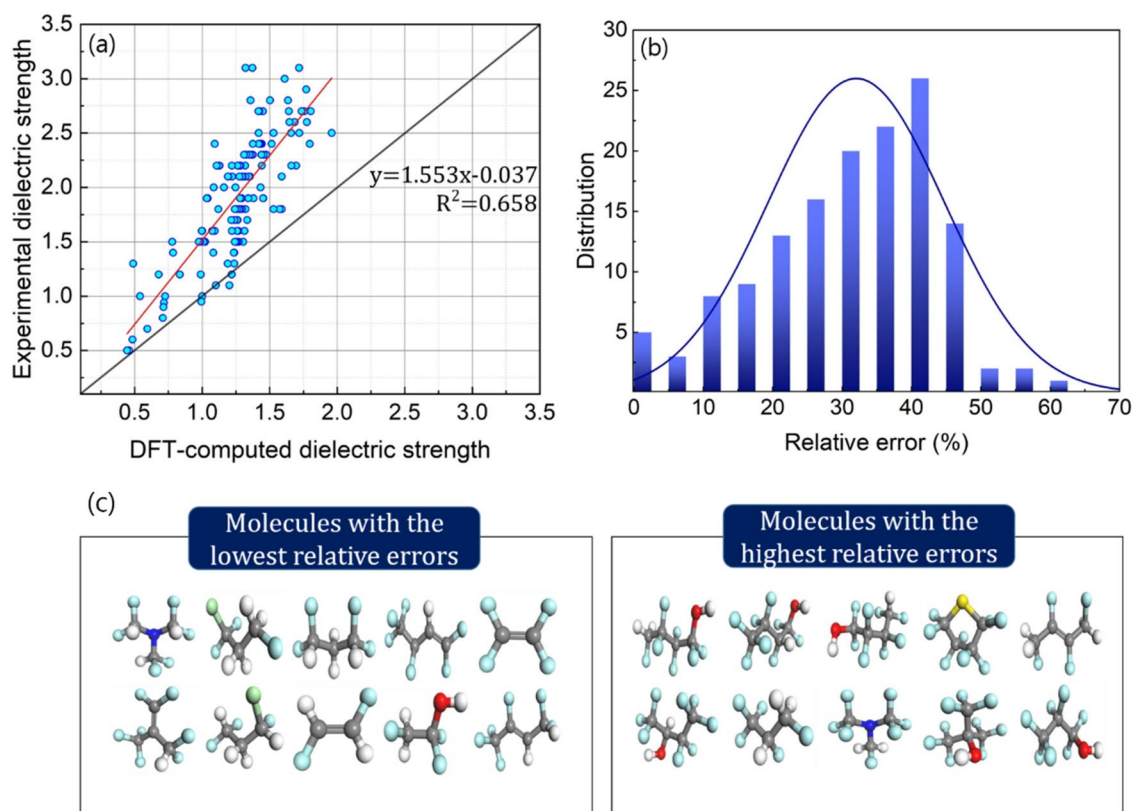 (a)
3.5
3.0
2.5
2.0
1.5
1.0
0.5
Experimental dielectric strength
y=1.553x-0.037
R²=0.658
0.5 1.0 1.5 2.0 2.5 3.0 3.5
DFT-computed dielectric strength
(b)
30
25
20
15
10
5
Distribution
0 10 20 30 40 50 60 70
Relative error (%)
(c)
Molecules with the
lowest relative errors
Molecules with the
highest relative errors